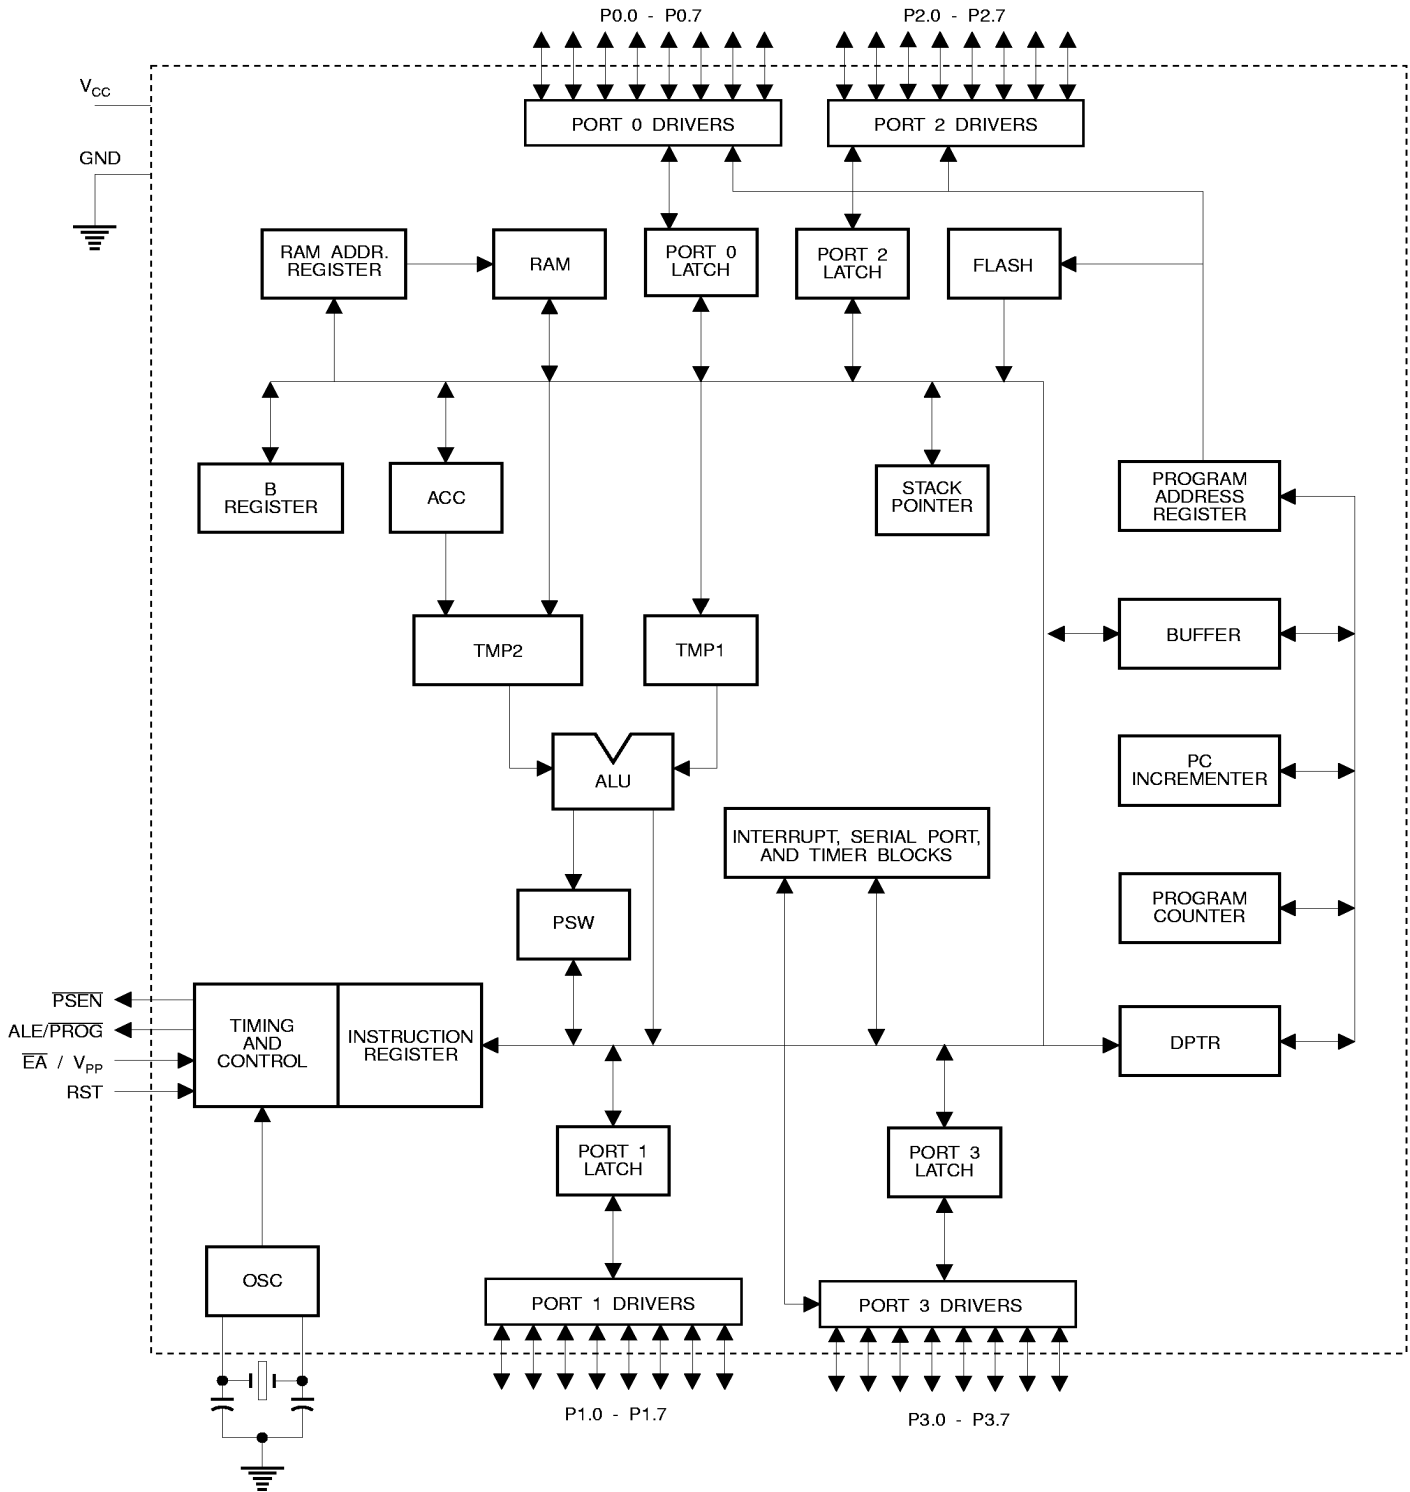 P0.0 - P0.7
P2.0 - P2.7
VCC
GND
PORT 0 DRIVERS
PORT 2 DRIVERS
RAM ADDR.
REGISTER
RAM
PORT 0
LATCH
PORT 2
LATCH
FLASH
B
REGISTER
ACC
STACK
POINTER
PROGRAM
ADDRESS
REGISTER
TMP2
TMP1
BUFFER
ALU
PC
INCREMENTER
INTERRUPT, SERIAL PORT,
AND TIMER BLOCKS
PSW
PROGRAM
COUNTER
PSEN
ALE/PROG
EA / VPP
RST
TIMING
AND
CONTROL
INSTRUCTION
REGISTER
DPTR
PORT 1
LATCH
PORT 3
LATCH
OSC
PORT 1 DRIVERS
PORT 3 DRIVERS
P1.0 - P1.7
P3.0 - P3.7